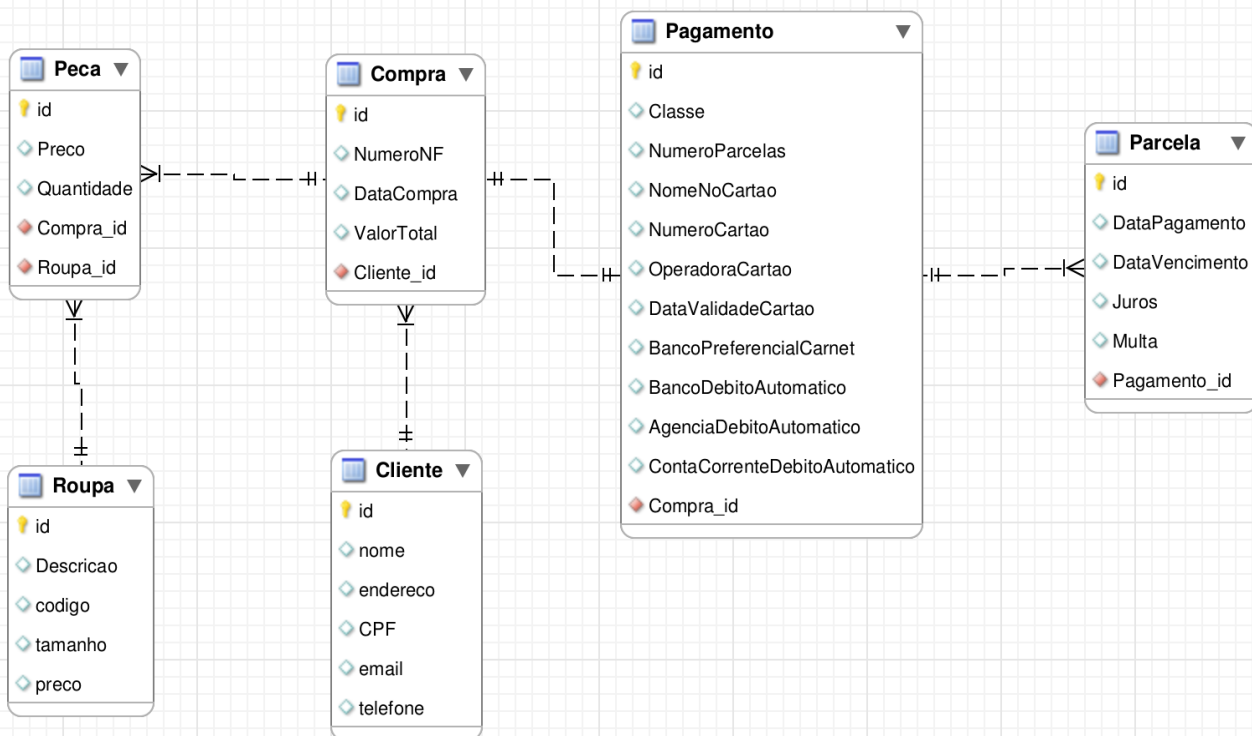 Peca
id
Preco
Quantidade
Compra_id
Roupa_id
Compra
id
NumeroNF
DataCompra
ValorTotal
Cliente_id
Pagamento
id
Classe
NumeroParcelas
NomeNoCartao
NumeroCartao
OperadoraCartao
DataValidadeCartao
BancoPreferencialCarnet
BancoDebitoAutomatico
AgenciaDebitoAutomatico
ContaCorrenteDebitoAutomatico
Compra_id
Parcela
id
DataPagamento
DataVencimento
Juros
Multa
Pagamento_id
Roupa
id
Descricao
codigo
tamanho
preco
Cliente
id
nome
endereco
CPF
email
telefone